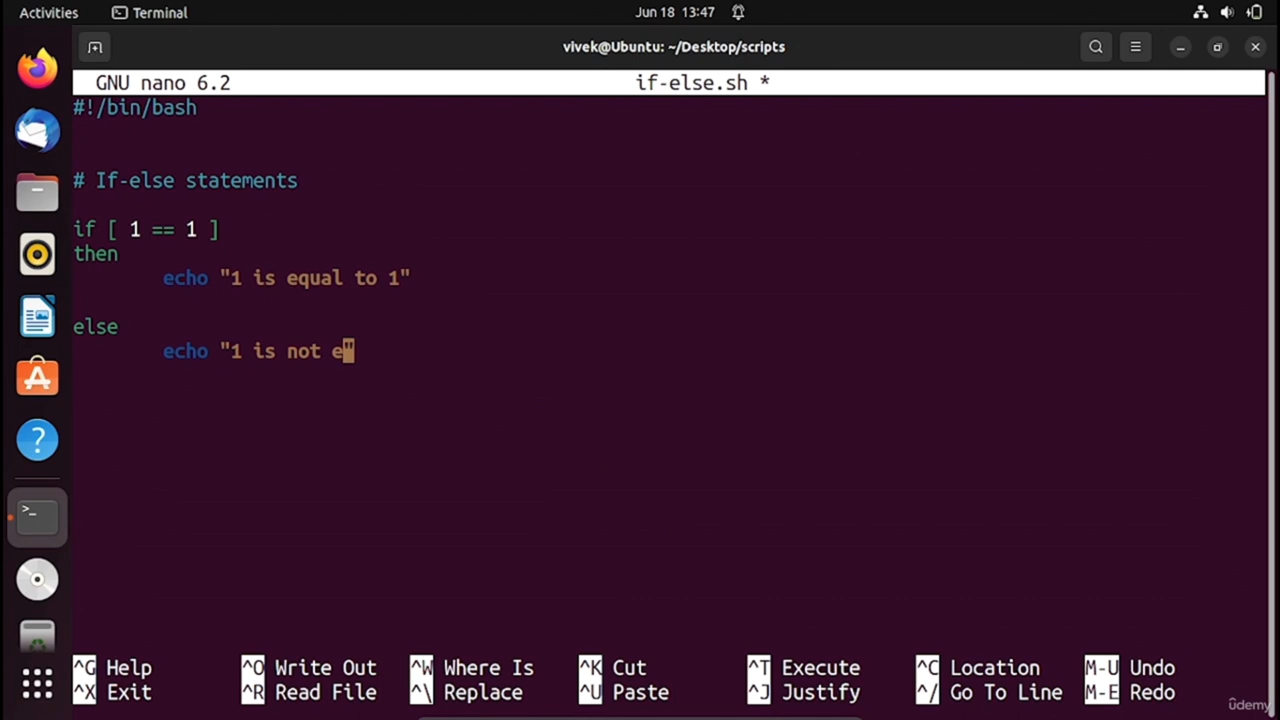 Activities Terminal Jun 18 13:47
vivek@Ubuntu: ~/Desktop/scripts
GNU nano 6.2 if-else.sh *
#!/bin/bash
# If-else statements
if [ 1 == 1 ]
then
echo "1 is equal to 1"
else
echo "1 is not e"
^G Help ^O Write Out ^W Where Is ^K Cut ^T Execute ^C Location M-U Undo
^X Exit ^R Read File ^\ Replace ^U Paste ^J Justify ^/ Go To Line M-E Redo
ûdemy